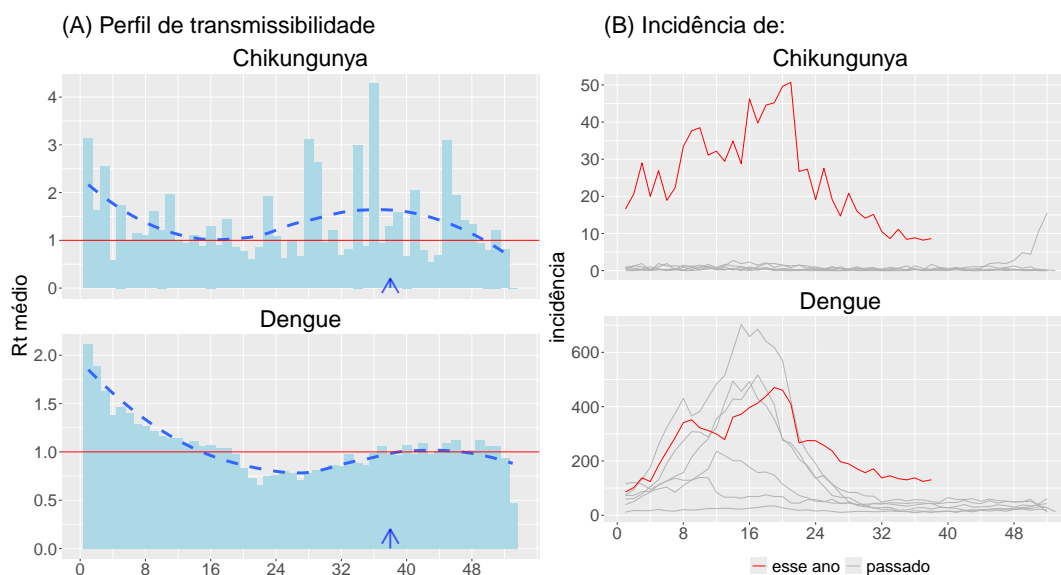 (A) Perfil de transmissibilidade
Chikungunya
4
3
2
1
0
Dengue
2.0
1.5
1.0
0.5
0.0
0 8 16 24 32 40 48
Rt médio
(B) Incidência de:
Chikungunya
50
40
30
20
10
0
Dengue
600
400
200
0
0 8 16 24 32 40 48
incidência
esse ano passado